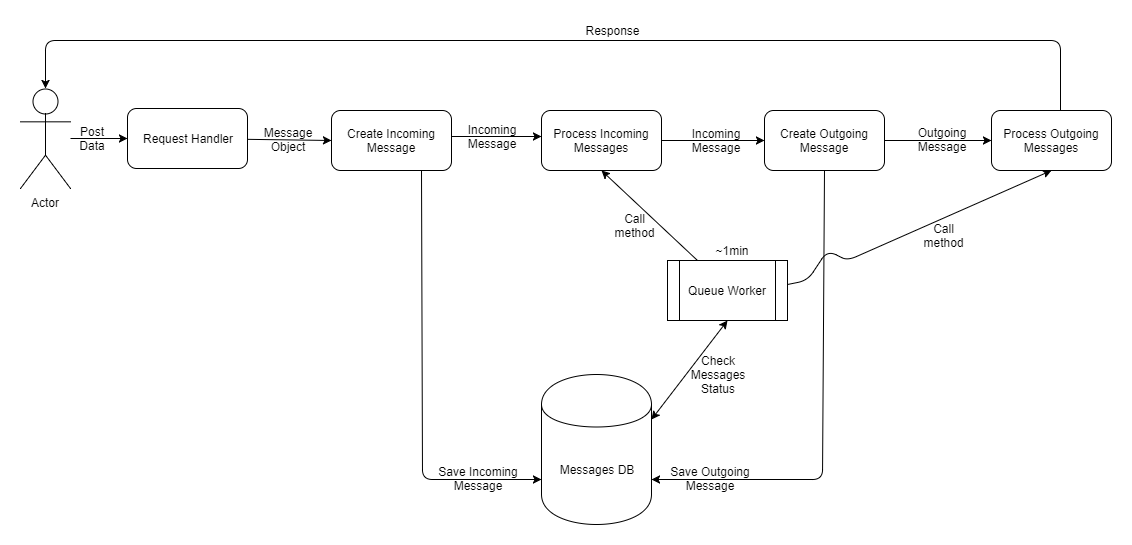 Response
Post
Data
Request Handler
Message
Object
Create Incoming
Message
Incoming
Message
Process Incoming
Messages
Incoming
Message
Create Outgoing
Message
Outgoing
Message
Process Outgoing
Messages
Actor
Call
method
Call
method
~1min
Queue Worker
Check
Messages
Status
Messages DB
Save Incoming
Message
Save Outgoing
Message